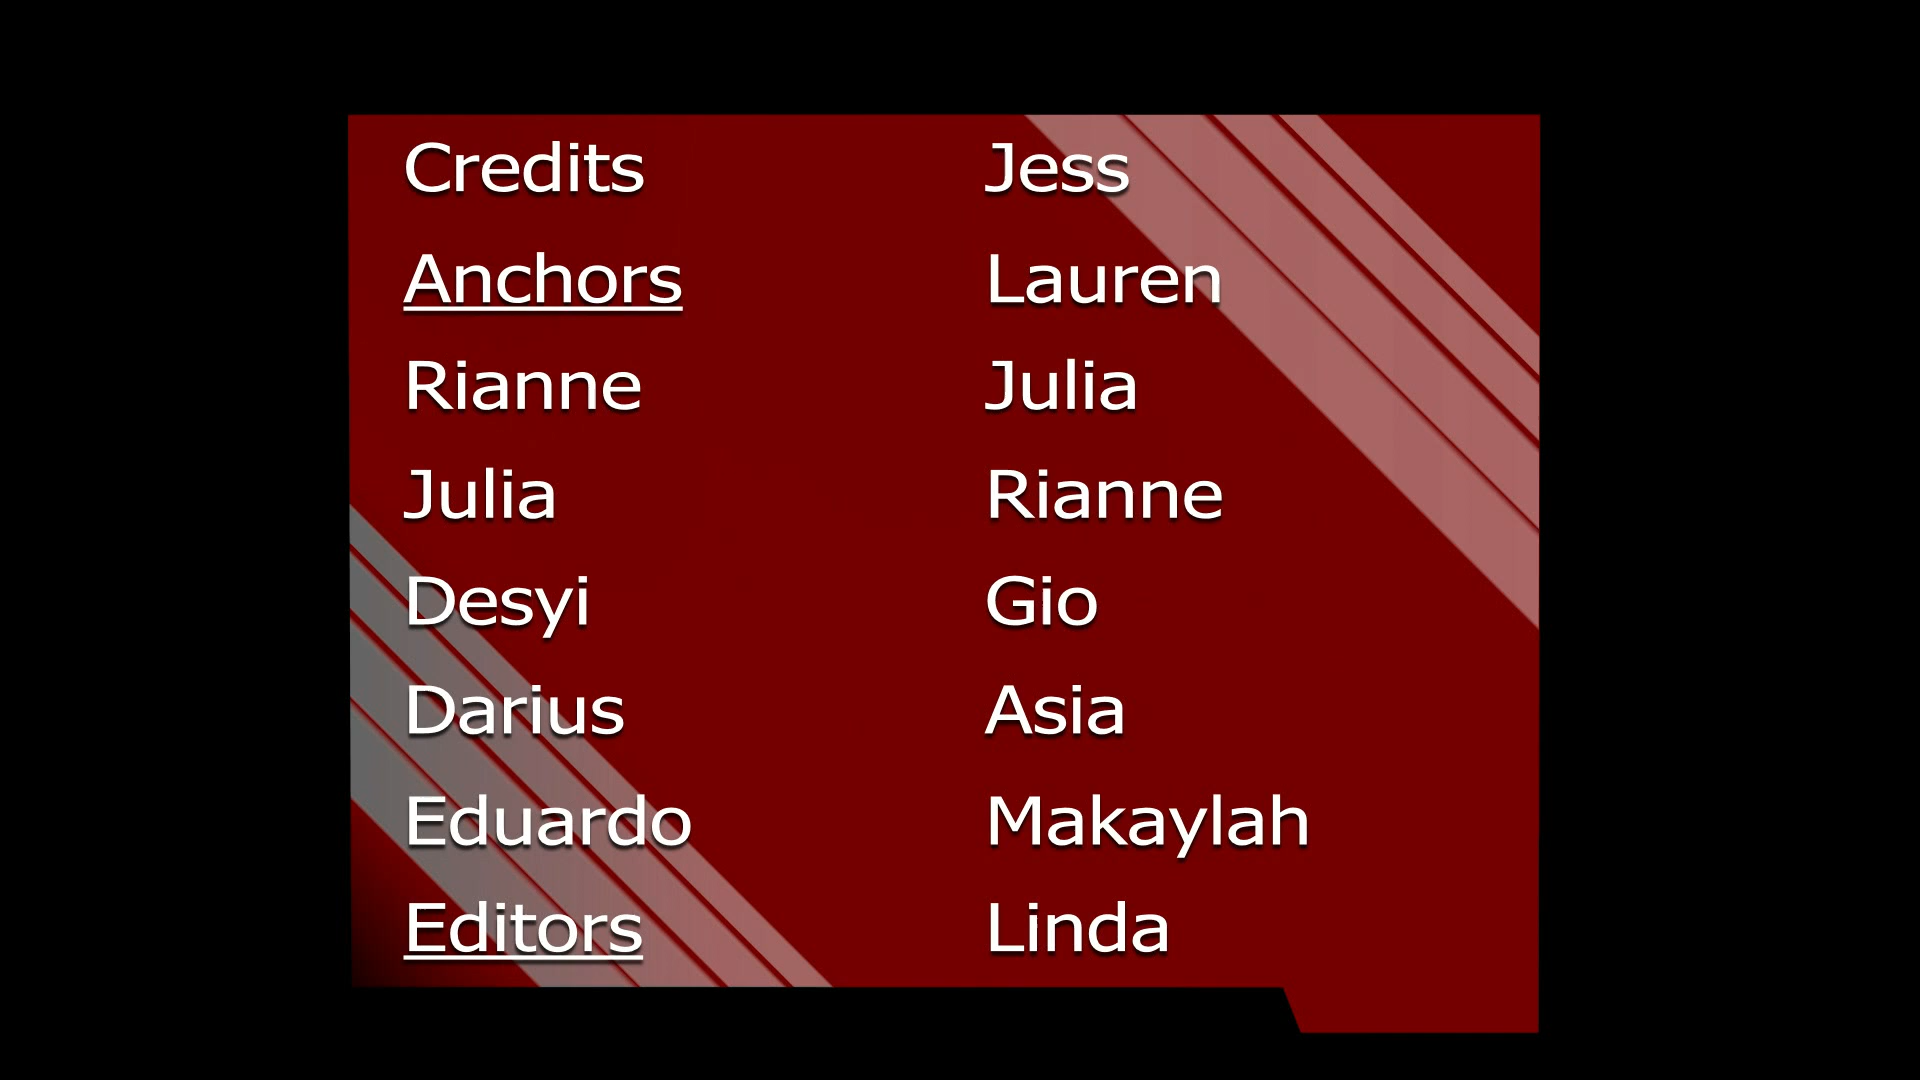 Credits
Anchors
Rianne
Julia
Desyi
Darius
Eduardo
Editors
Jess
Lauren
Julia
Rianne
Gio
Asia
Makaylah
Linda